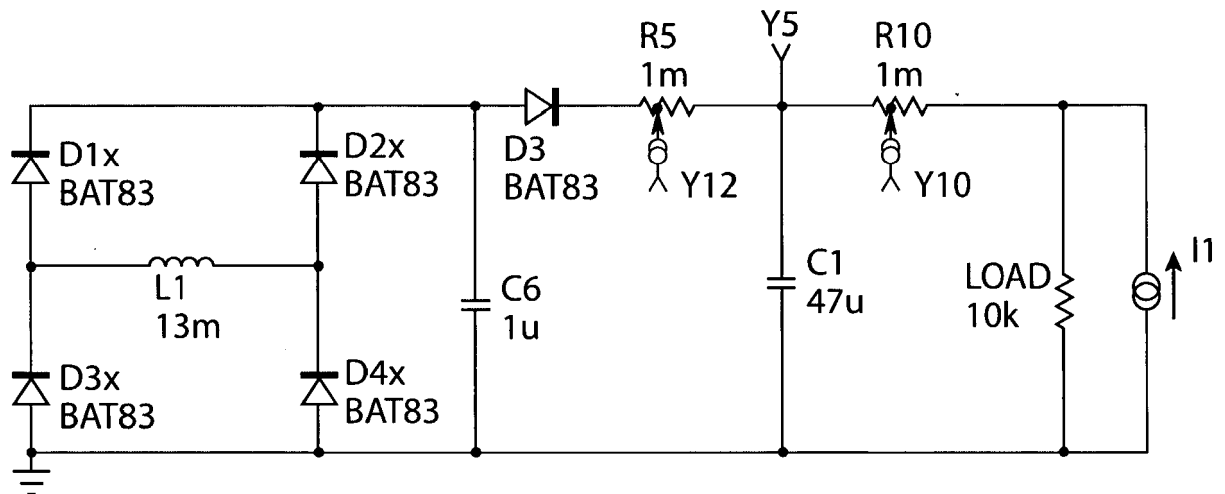 Y5
R5
1m
R10
1m
D1x
BAT83
D2x
BAT83
D3
BAT83
Y12
Y10
I1
L1
13m
C6
1u
C1
47u
LOAD
10k
D3x
BAT83
D4x
BAT83